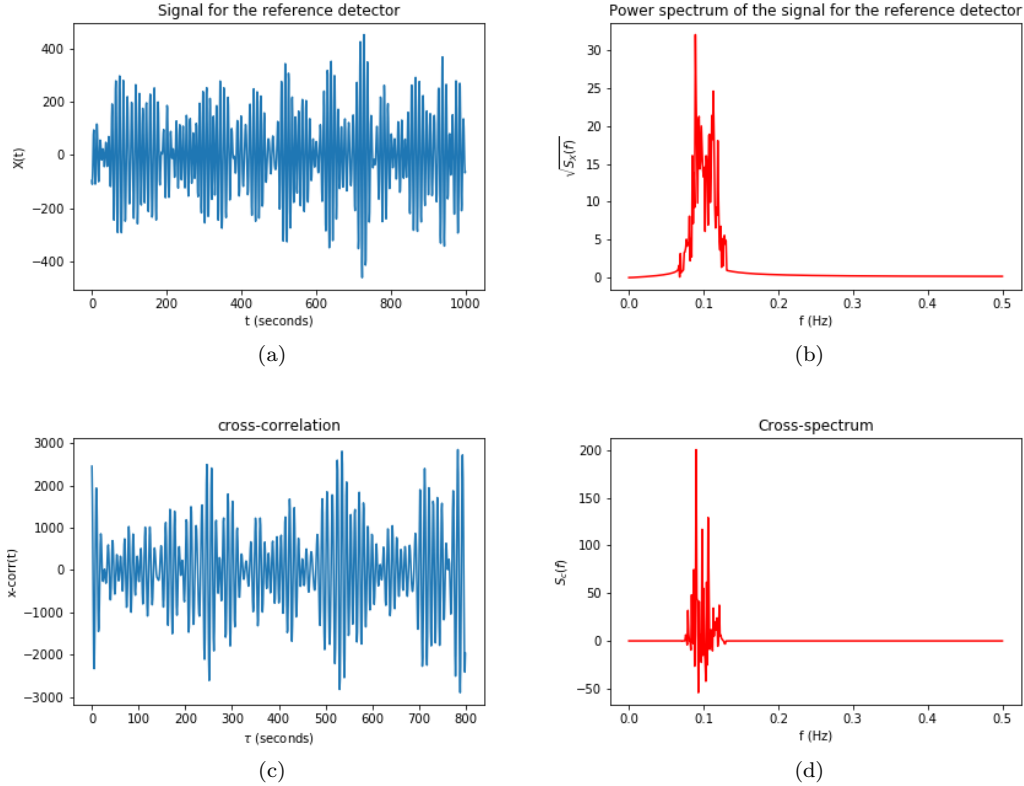 Signal for the reference detector
400
200
0
−200
−400
X(t)
0 200 400 600 800 1000
t (seconds)
(a)
Power spectrum of the signal for the reference detector
30
25
20
15
10
5
0
√S_X(f)
0.0 0.1 0.2 0.3 0.4 0.5
f (Hz)
(b)
cross-correlation
3000
2000
1000
0
−1000
−2000
−3000
x-corr(t)
0 100 200 300 400 500 600 700 800
τ (seconds)
(c)
Cross-spectrum
200
150
100
50
0
−50
S_c(f)
0.0 0.1 0.2 0.3 0.4 0.5
f (Hz)
(d)